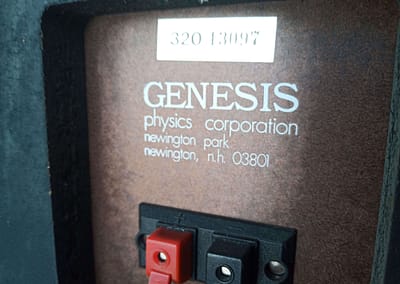 320 13097
GENESIS
physics corporation
newington park
newington, n.h. 03801